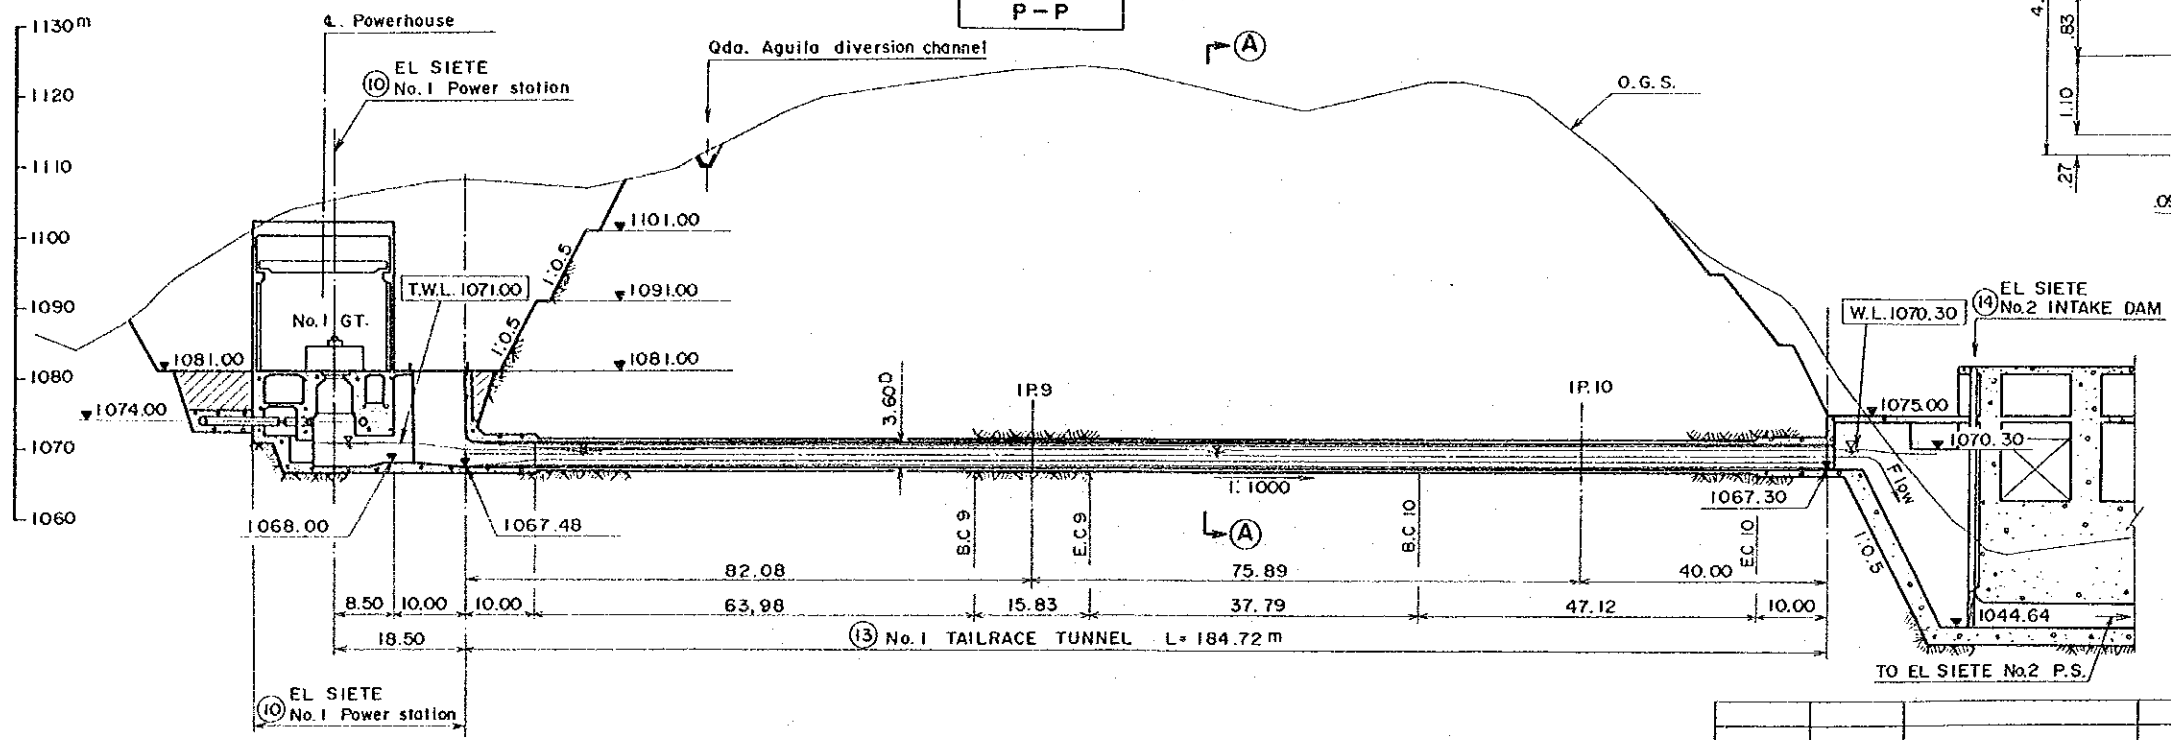 P-P
1130 m
1120
1110
1100
1090
1080
1070
1060
℄ Powerhouse
10 EL SIETE
No.1 Power station
Qda. Aguila diversion channel
A
O.G.S.
4.
.83
1.10
.27
1101.00
1:0.5
1091.00
1:0.5
1081.00
T.W.L. 1071.00
No.1 GT.
1081.00
1074.00
3.60D
I.P.9
I.P.10
W.L. 1070.30
14 EL SIETE
No.2 INTAKE DAM
1075.00
1070.30
Flow
1:0.5
1:1000
1068.00
1067.48
1067.30
B.C 9
E.C 9
B.C 10
E.C 10
A
82.08
75.89
40.00
8.50
10.00
10.00
63.98
15.83
37.79
47.12
10.00
18.50
13 No.1 TAILRACE TUNNEL L= 184.72 m
1044.64
TO EL SIETE No.2 P.S.
10 EL SIETE
No.1 Power station